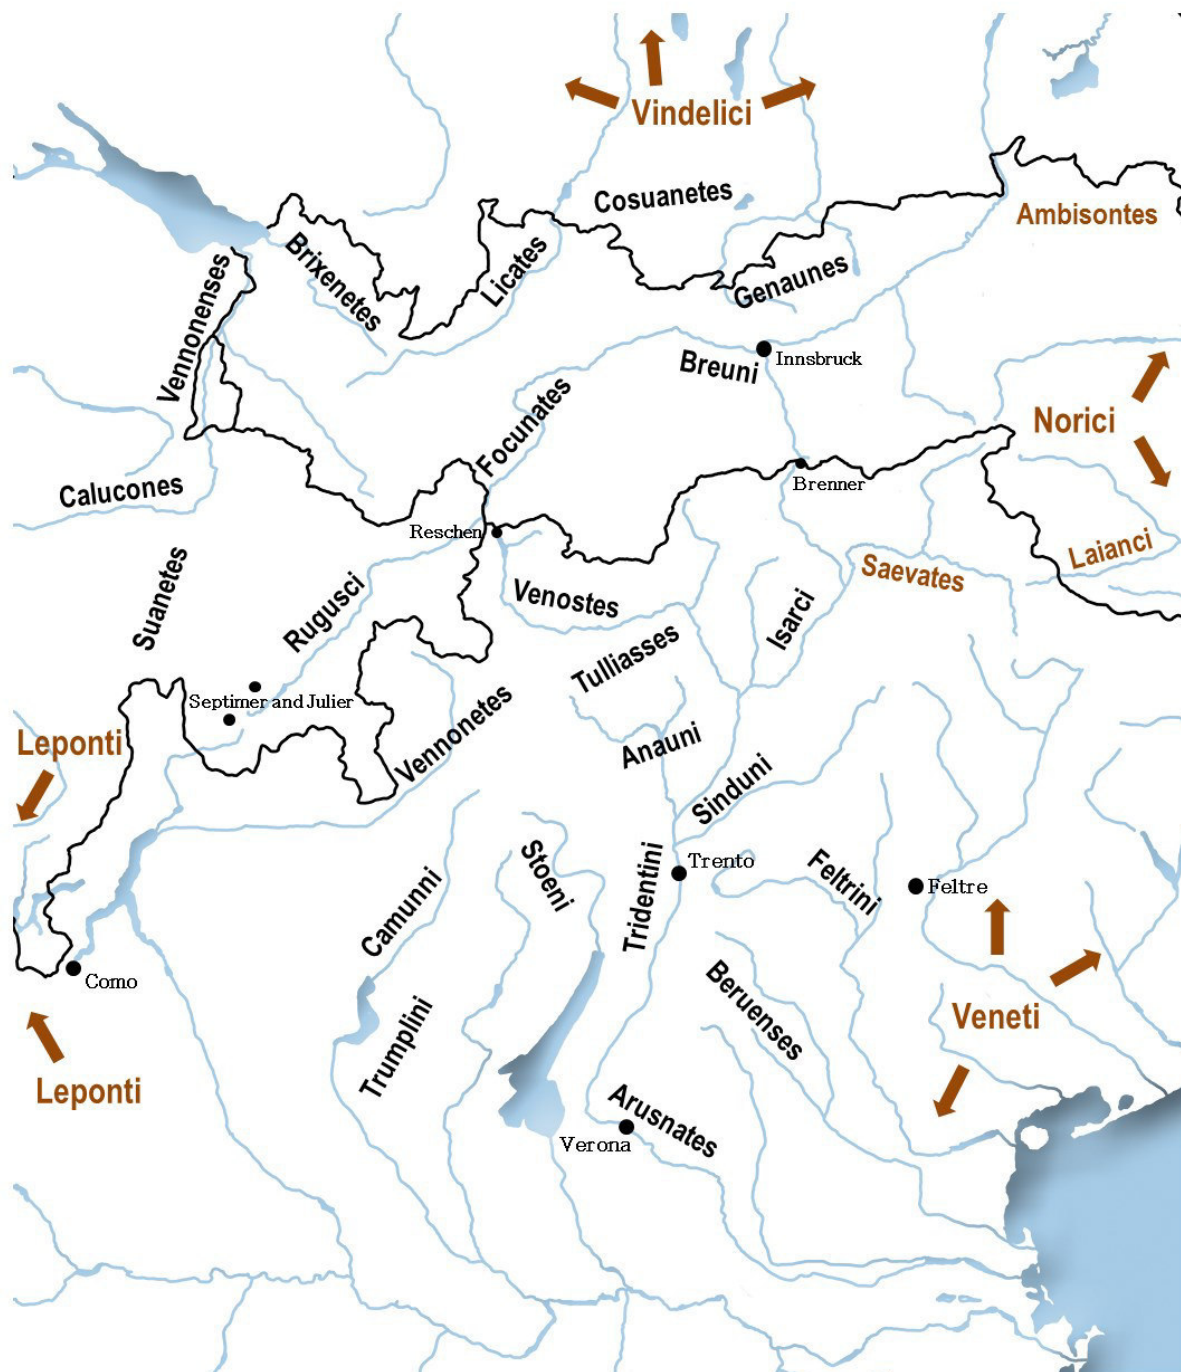 Vindelici
Cosuanetes
Ambisontes
Brixenetes
Licates
Vennonenses
Genaunes
Breuni
Innsbruck
Norici
Focunates
Calucones
Brenner
Reschen
Laianci
Saevates
Suanetes
Rugusci
Venostes
Isarci
Tulliasses
Septimer and Julier
Leponti
Vennonetes
Anauni
Sinduni
Stoeni
Trento
Feltrini
Feltre
Camunni
Tridentini
Como
Beruenses
Veneti
Trumplini
Leponti
Arusnates
Verona